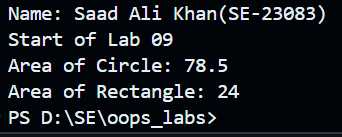 Name: Saad Ali Khan(SE-23083)
Start of Lab 09
Area of Circle: 78.5
Area of Rectangle: 24
PS D:\SE\oops_labs>